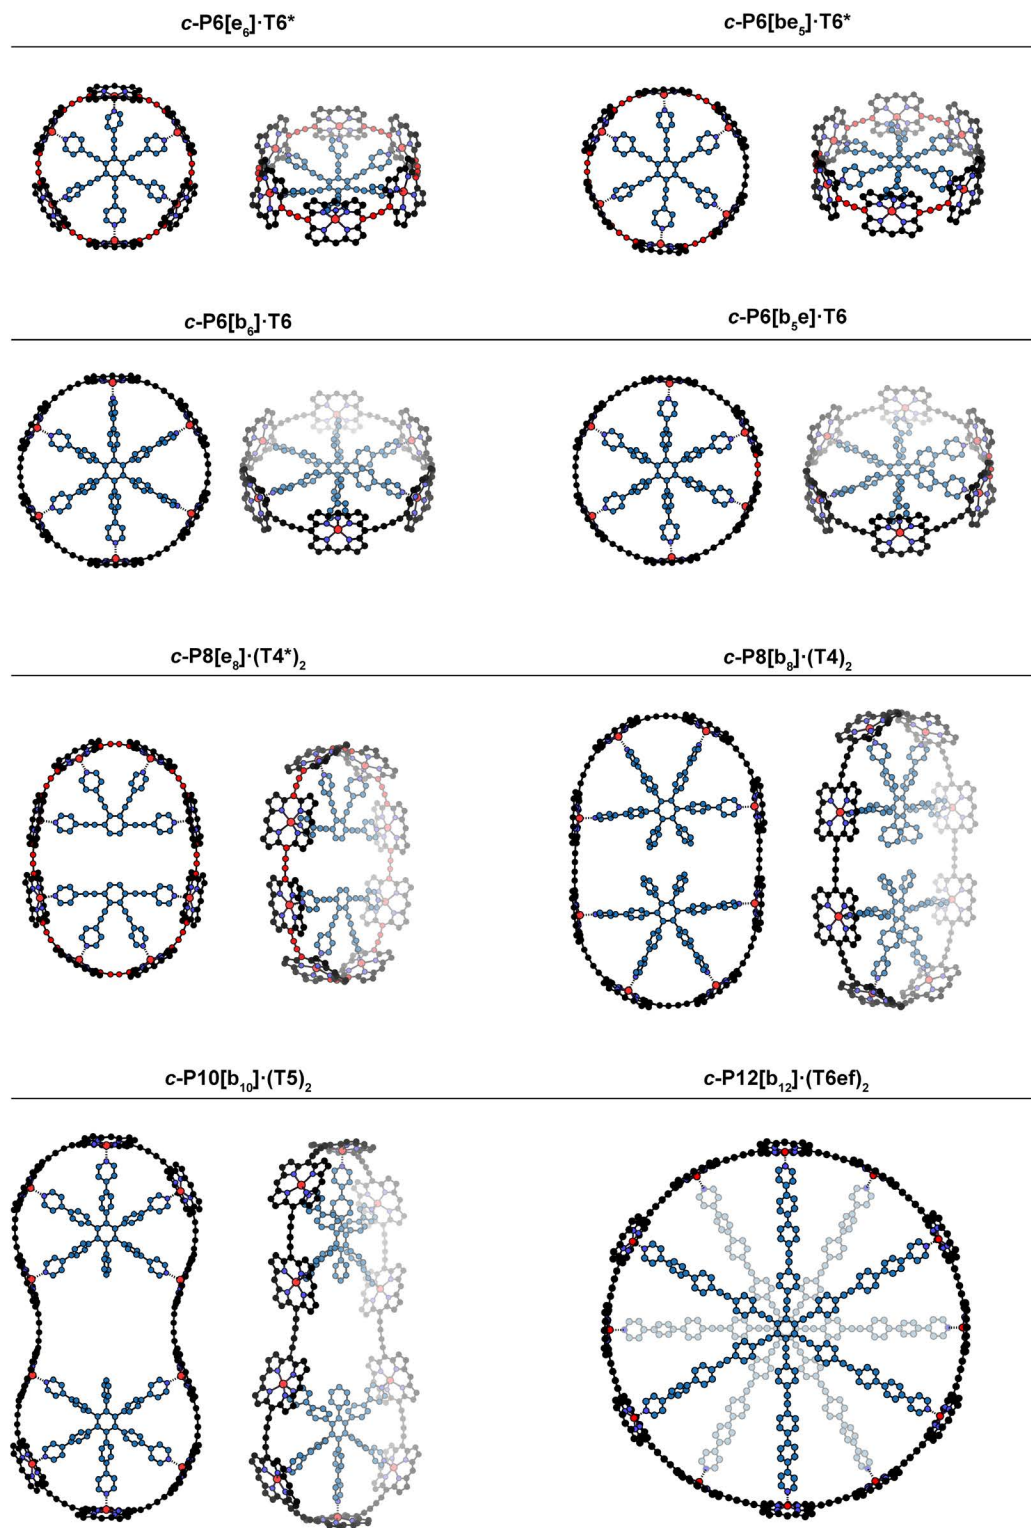 c-P6[e₆]·T6*
c-P6[be₅]·T6*
c-P6[b₆]·T6
c-P6[b₅e]·T6
c-P8[e₈]·(T4*)₂
c-P8[b₈]·(T4)₂
c-P10[b₁₀]·(T5)₂
c-P12[b₁₂]·(T6ef)₂